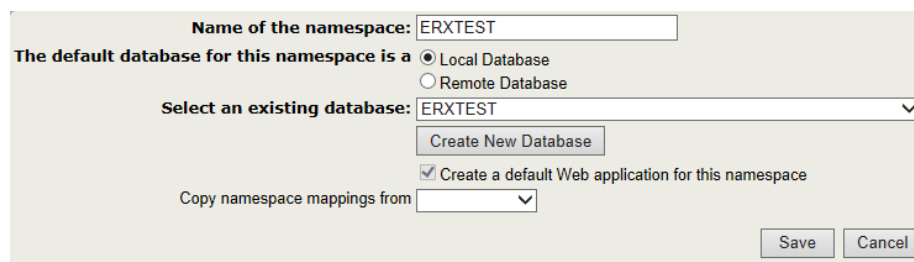 Name of the namespace: ERXTEST
The default database for this namespace is a Local Database
Remote Database
Select an existing database: ERXTEST
Create New Database
Create a default Web application for this namespace
Copy namespace mappings from
Save Cancel